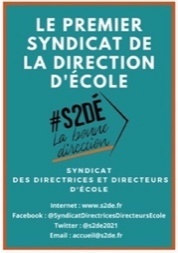 LE PREMIER
SYNDICAT DE
LA DIRECTION
D'ÉCOLE
#S2DÉ
La bonne
direction
SYNDICAT
DES DIRECTRICES ET DIRECTEURS
D'ÉCOLE
Internet : www.s2de.fr
Facebook : @SyndicatDirectricesDirecteursEcole
Twitter : @s2de2021
Email : accueil@s2de.fr